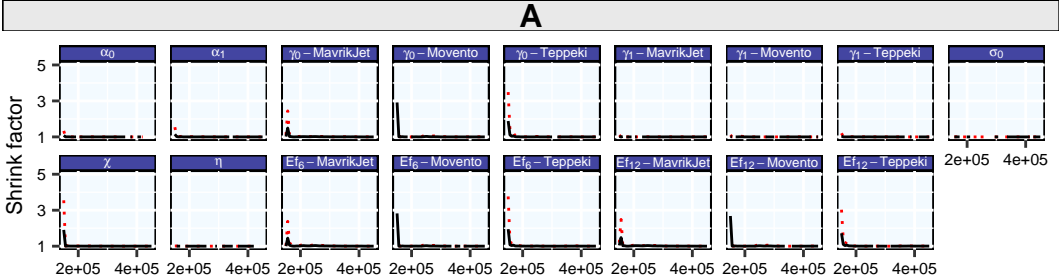 A
α₀ α₁ γ₀ – MavrikJet γ₀ – Movento γ₀ – Teppeki γ₁ – MavrikJet γ₁ – Movento γ₁ – Teppeki σ₀
5
3
1
2e+05 4e+05
Shrink factor
χ η Ef₆ – MavrikJet Ef₆ – Movento Ef₆ – Teppeki Ef₁₂ – MavrikJet Ef₁₂ – Movento Ef₁₂ – Teppeki
5
3
1
2e+05 4e+05 2e+05 4e+05 2e+05 4e+05 2e+05 4e+05 2e+05 4e+05 2e+05 4e+05 2e+05 4e+05 2e+05 4e+05